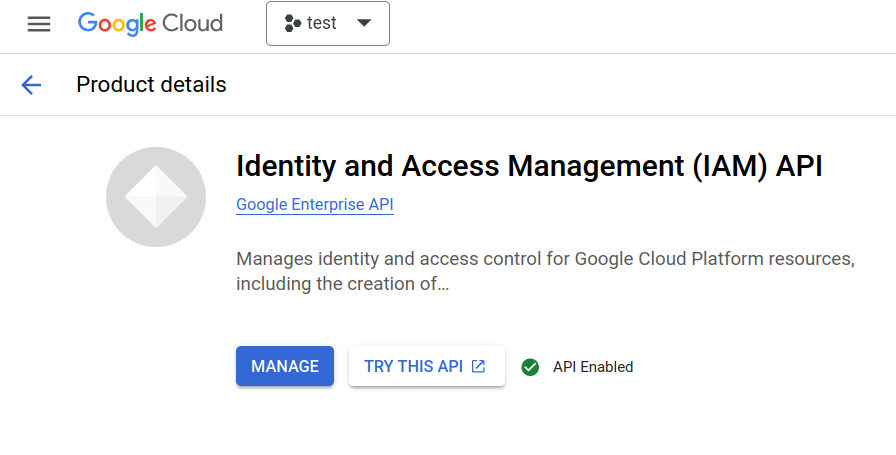 Google Cloud
test
Product details
Identity and Access Management (IAM) API
Google Enterprise API
Manages identity and access control for Google Cloud Platform resources,
including the creation of…
MANAGE
TRY THIS API
API Enabled